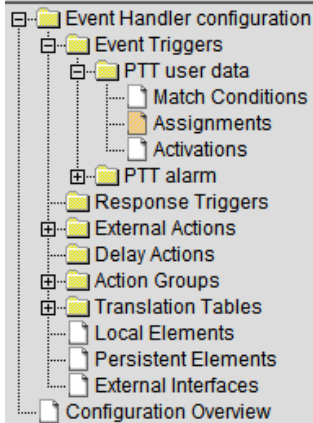 Event Handler configuration
Event Triggers
PTT user data
Match Conditions
Assignments
Activations
PTT alarm
Response Triggers
External Actions
Delay Actions
Action Groups
Translation Tables
Local Elements
Persistent Elements
External Interfaces
Configuration Overview